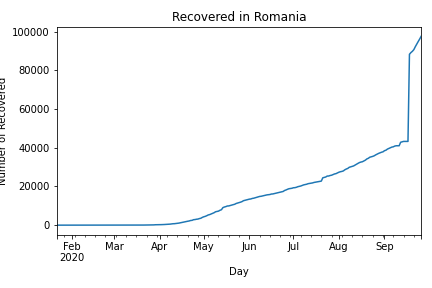 Recovered in Romania
100000
80000
60000
40000
20000
0
Number of Recovered
Feb
2020
Mar
Apr
May
Jun
Jul
Aug
Sep
Day